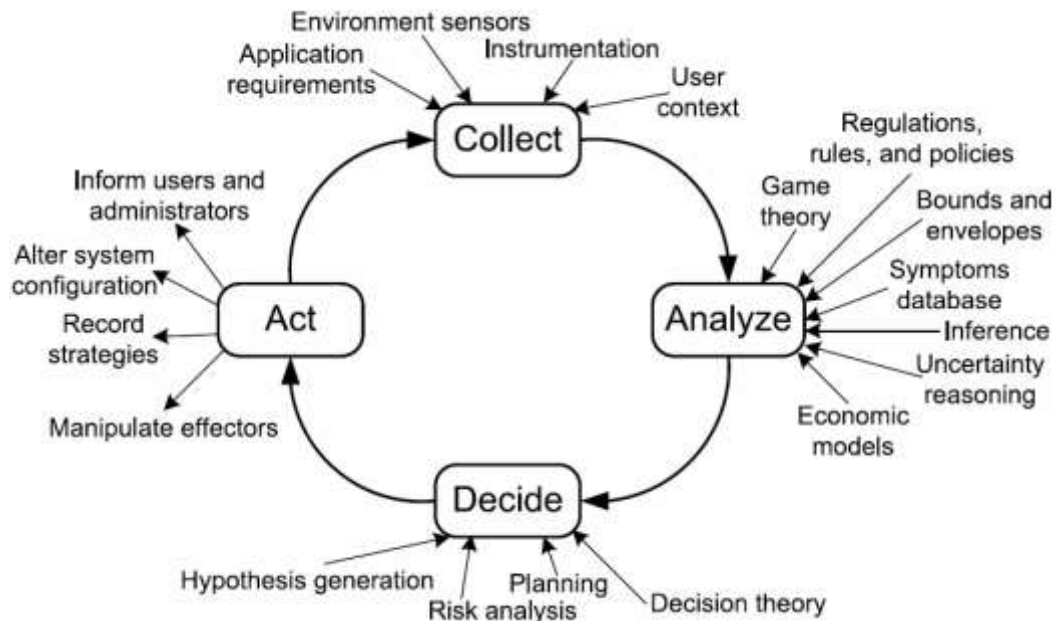 Environment sensors
Application
requirements
Instrumentation
User
context
Collect
Regulations,
rules, and policies
Game
theory
Bounds and
envelopes
Symptoms
database
Inference
Uncertainty
reasoning
Economic
models
Analyze
Inform users and
administrators
Alter system
configuration
Record
strategies
Manipulate effectors
Act
Decide
Hypothesis generation
Risk analysis
Planning
Decision theory